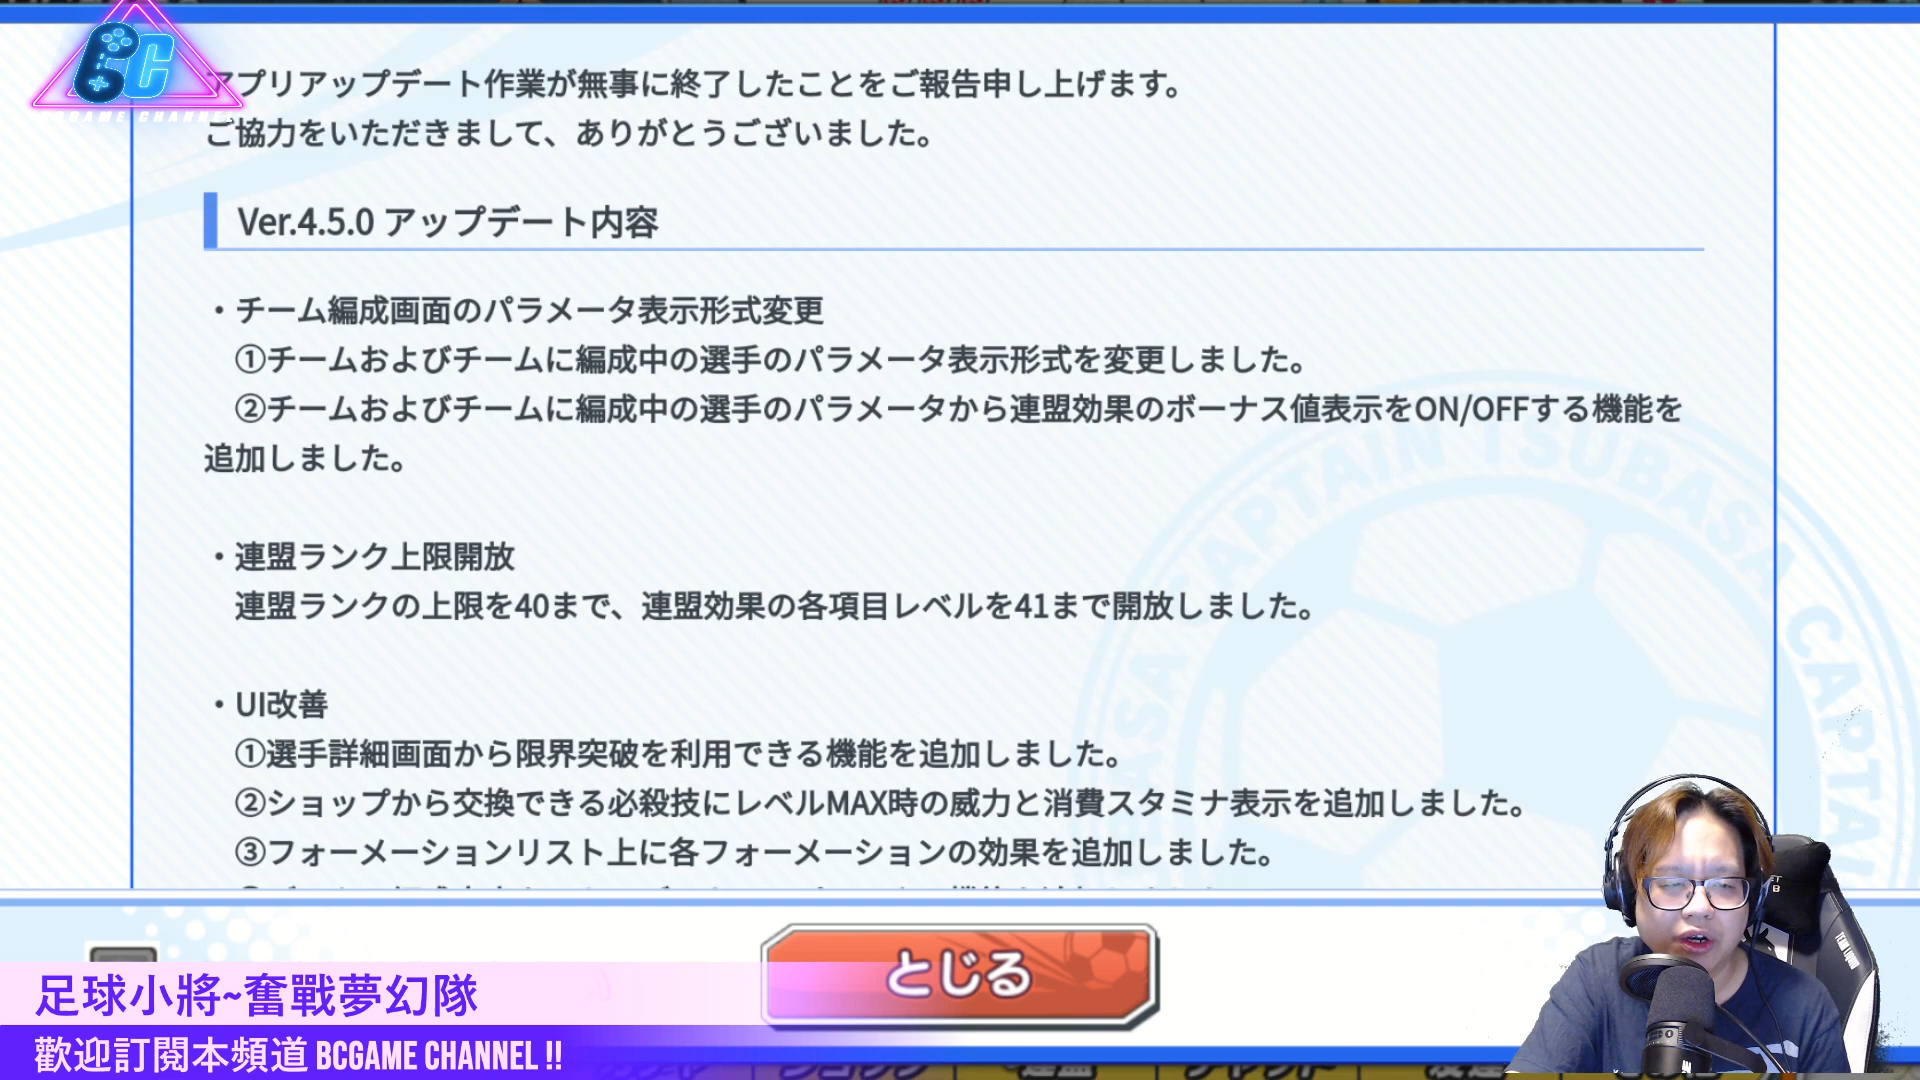 アプリアップデート作業が無事に終了したことをご報告申し上げます。
ご協力をいただきまして、ありがとうございました。
Ver.4.5.0 アップデート内容
・チーム編成画面のパラメータ表示形式変更
①チームおよびチームに編成中の選手のパラメータ表示形式を変更しました。
②チームおよびチームに編成中の選手のパラメータから連盟効果のボーナス値表示をON/OFFする機能を
追加しました。
・連盟ランク上限開放
連盟ランクの上限を40まで、連盟効果の各項目レベルを41まで開放しました。
・UI改善
①選手詳細画面から限界突破を利用できる機能を追加しました。
②ショップから交換できる必殺技にレベルMAX時の威力と消費スタミナ表示を追加しました。
③フォーメーションリスト上に各フォーメーションの効果を追加しました。
とじる
足球小將~奮戰夢幻隊
歡迎訂閱本頻道 BCGAME CHANNEL !!
BC
BCGAME CHANNEL
CAPTAIN TSUBASA